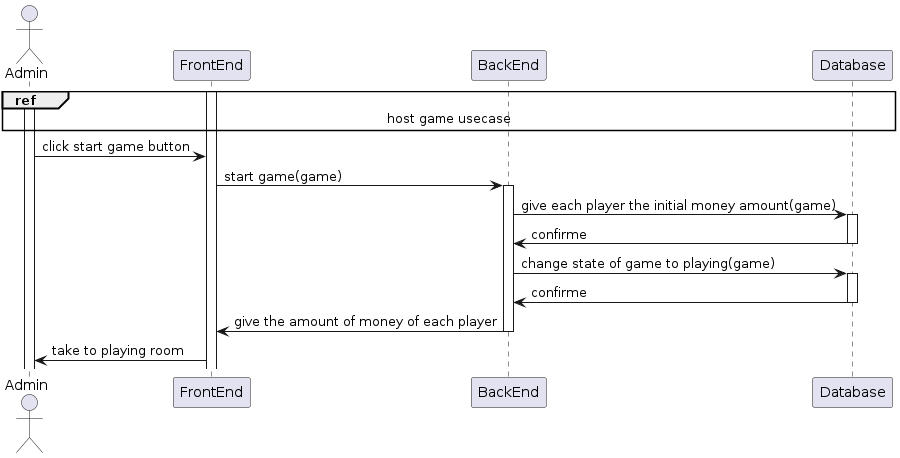 Admin
FrontEnd
BackEnd
Database
ref
host game usecase
click start game button
start game(game)
give each player the initial money amount(game)
confirme
change state of game to playing(game)
confirme
give the amount of money of each player
take to playing room
Admin
FrontEnd
BackEnd
Database